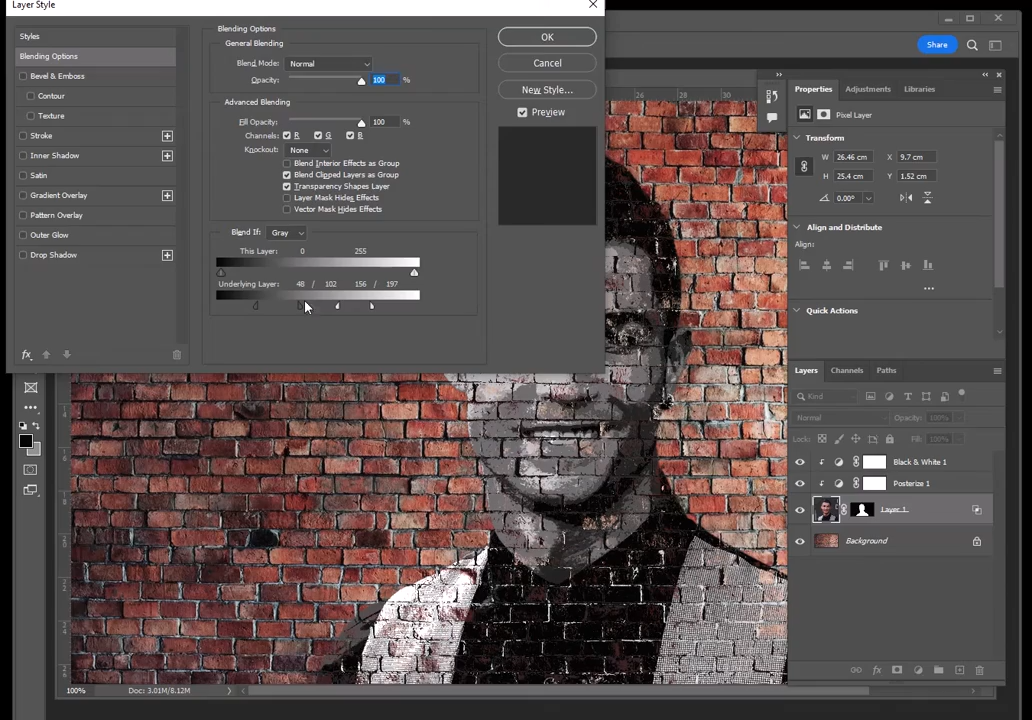 Layer Style
Styles
Blending Options
Bevel & Emboss
Contour
Texture
Stroke
Inner Shadow
Satin
Gradient Overlay
Pattern Overlay
Outer Glow
Drop Shadow
fx
Blending Options
General Blending
Blend Mode: Normal
Opacity: 100 %
Advanced Blending
Fill Opacity: 100 %
Channels: R G B
Knockout: None
Blend Interior Effects as Group
Blend Clipped Layers as Group
Transparency Shapes Layer
Layer Mask Hides Effects
Vector Mask Hides Effects
Blend If: Gray
This Layer: 0 255
Underlying Layer: 48 / 102 156 / 197
OK
Cancel
New Style...
Preview
Share
26 28 30
Properties Adjustments Libraries
Pixel Layer
Transform
W 26.46 cm X 9.7 cm
H 25.4 cm Y 1.52 cm
0.00°
Align and Distribute
Align:
Quick Actions
Layers Channels Paths
Kind
Normal Opacity: 100%
Lock: Fill: 100%
Black & White 1
Posterize 1
Layer 1
Background
fx
100% Doc: 3.01M/8.12M